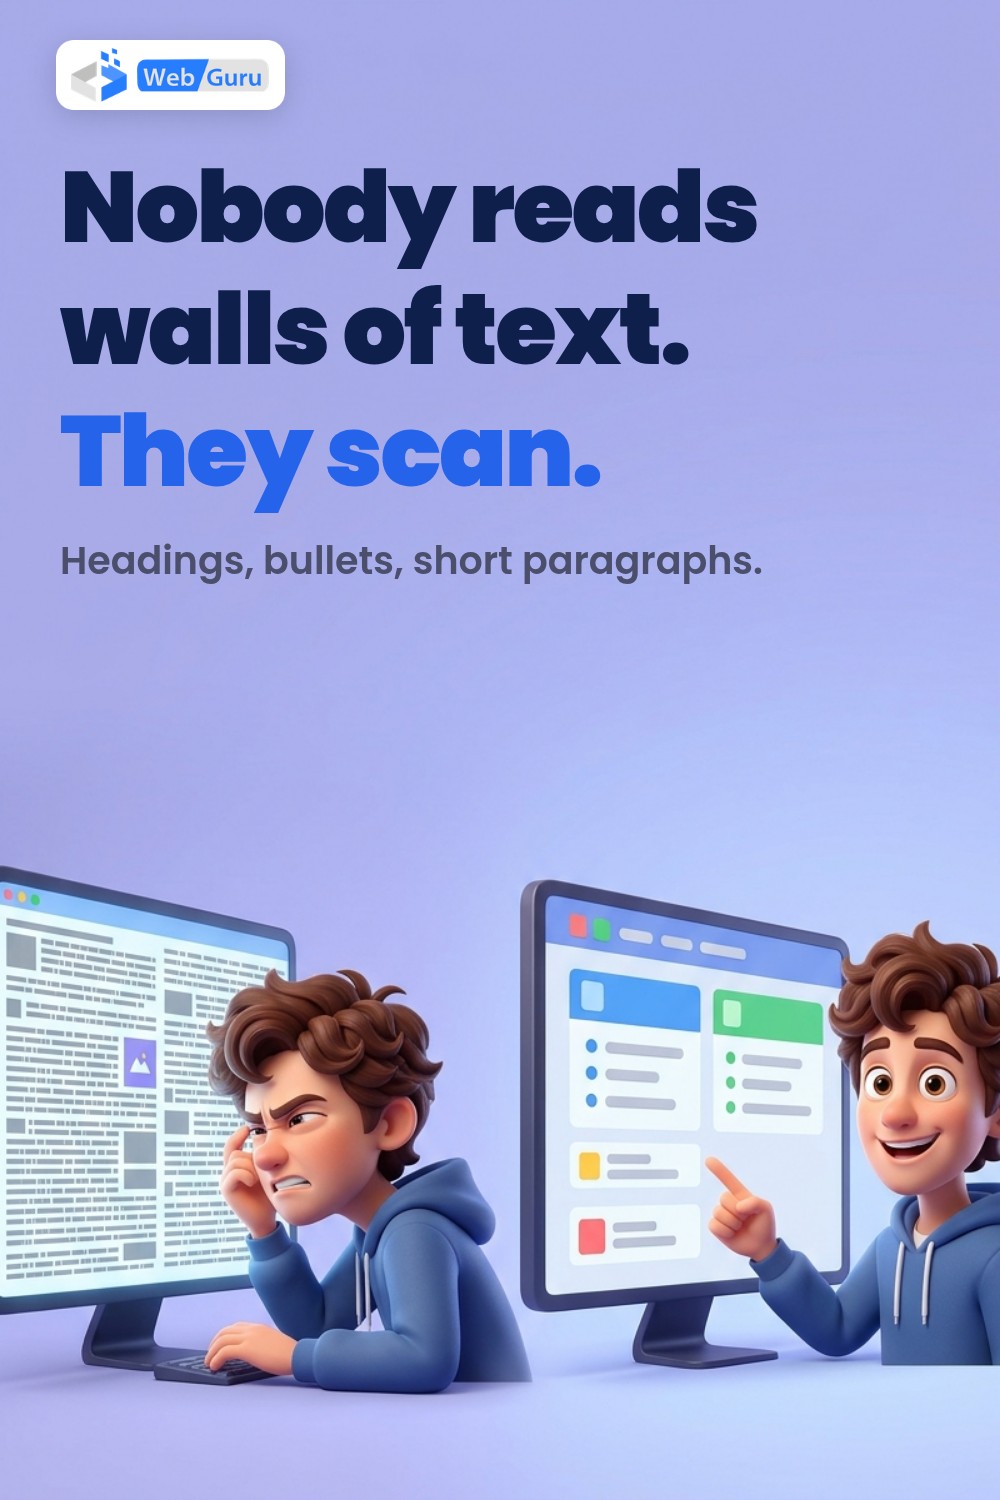 Web Guru
Nobody reads
walls of text.
They scan.
Headings, bullets, short paragraphs.